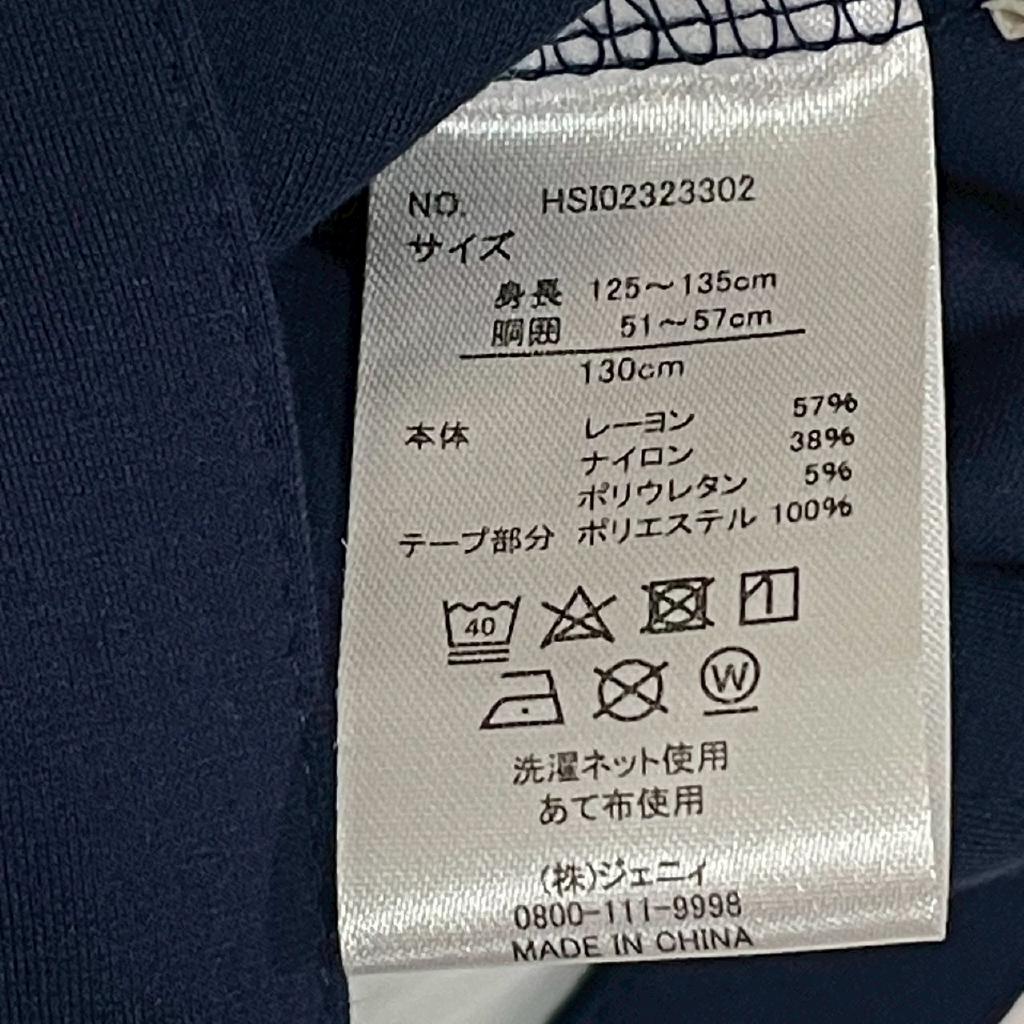 NO. HSI02323302
サイズ
身長 125～135cm
胴囲 51～57cm
130cm
本体 レーヨン 57%
ナイロン 38%
ポリウレタン 5%
テープ部分 ポリエステル 100%
40
W
洗濯ネット使用
あて布使用
(株)ジェニィ
0800-111-9998
MADE IN CHINA